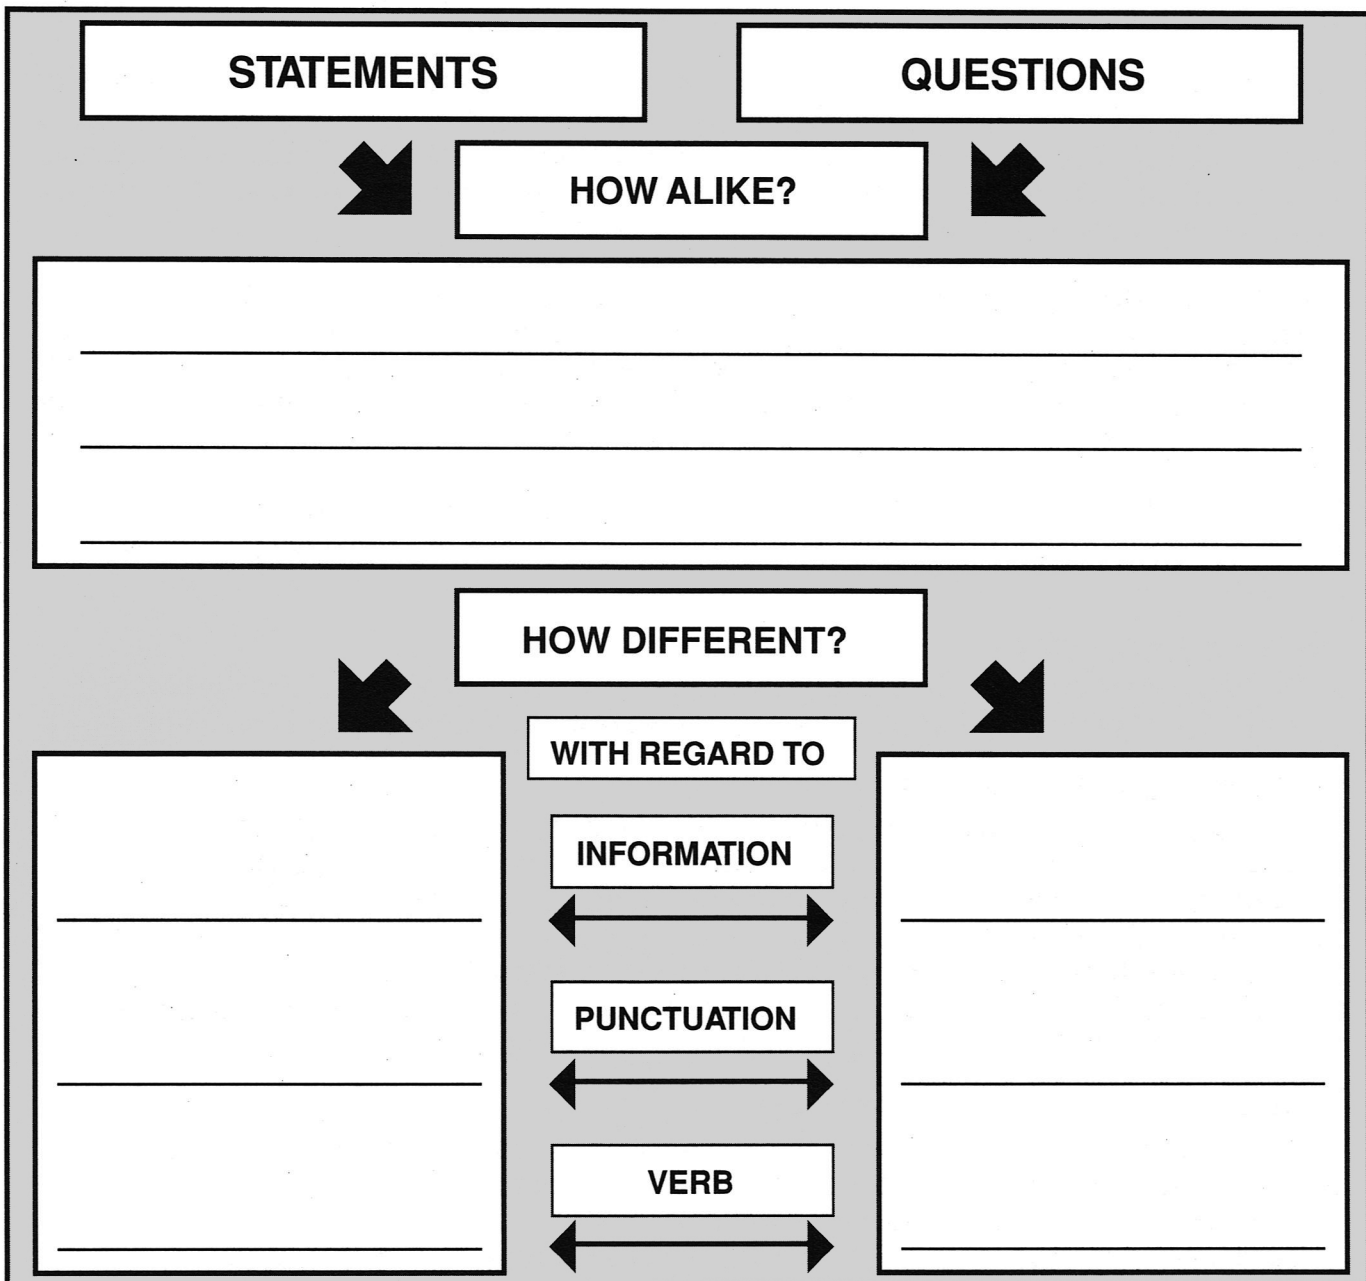 STATEMENTS
QUESTIONS
HOW ALIKE?
HOW DIFFERENT?
WITH REGARD TO
INFORMATION
PUNCTUATION
VERB